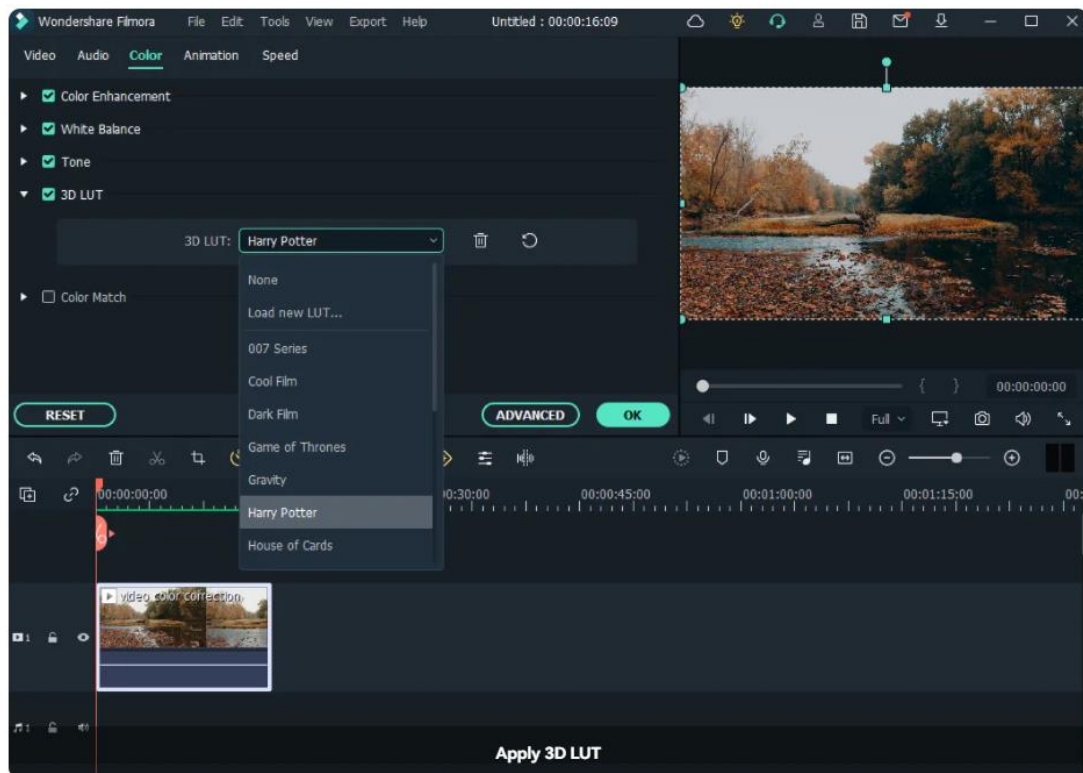 Wondershare Filmora File Edit Tools View Export Help Untitled : 00:00:16:09
Video Audio Color Animation Speed
Color Enhancement
White Balance
Tone
3D LUT
3D LUT: Harry Potter
None
Load new LUT...
Color Match
007 Series
Cool Film
Dark Film
Game of Thrones
Gravity
Harry Potter
House of Cards
{ } 00:00:00:00
RESET ADVANCED OK
Full
00:00:00:00 0:30:00 00:00:45:00 00:01:00:00 00:01:15:00 00:
video color correction
1
1
Apply 3D LUT